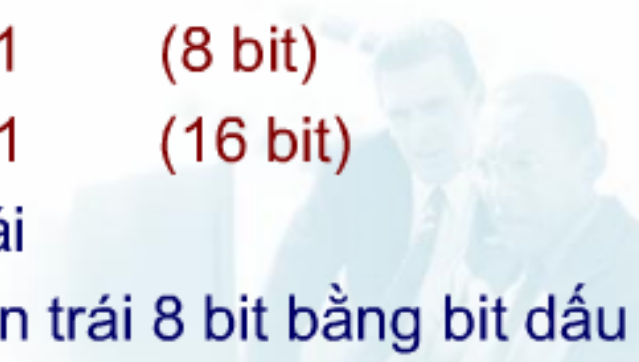 1 (8 bit)
1 (16 bit)
ái
n trái 8 bit bằng bit dấu